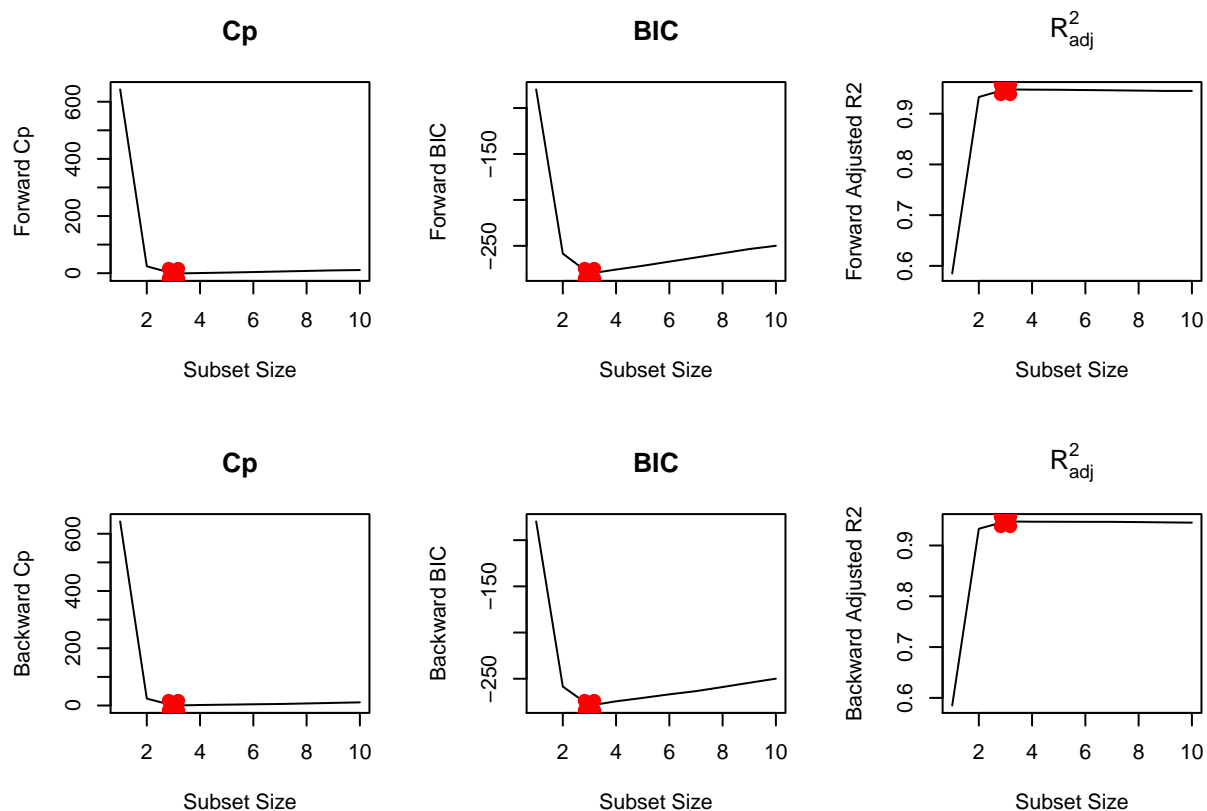 Cp
Forward Cp
600
400
200
0
2 4 6 8 10
Subset Size
BIC
Forward BIC
−150
−250
2 4 6 8 10
Subset Size
R²adj
Forward Adjusted R2
0.9
0.8
0.7
0.6
2 4 6 8 10
Subset Size
Cp
Backward Cp
600
400
200
0
2 4 6 8 10
Subset Size
BIC
Backward BIC
−150
−250
2 4 6 8 10
Subset Size
R²adj
Backward Adjusted R2
0.9
0.8
0.7
0.6
2 4 6 8 10
Subset Size